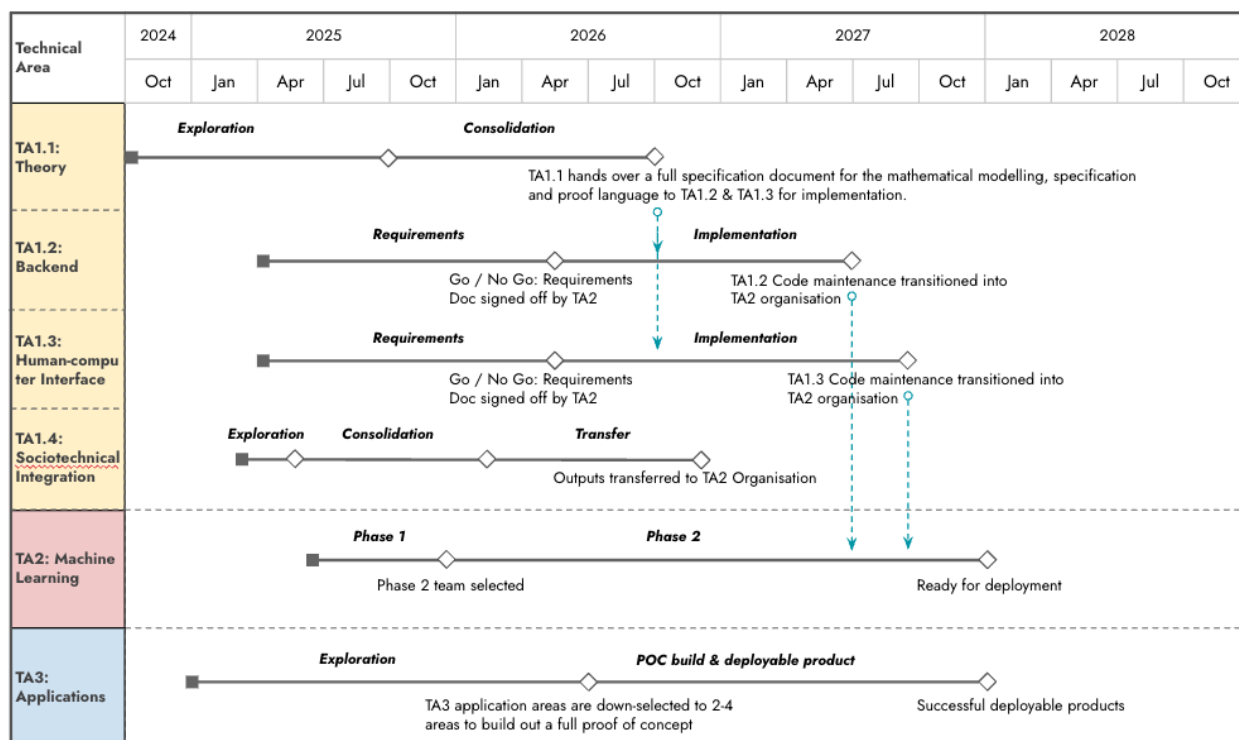 Technical
Area
2024
2025
2026
2027
2028
Oct
Jan
Apr
Jul
Oct
Jan
Apr
Jul
Oct
Jan
Apr
Jul
Oct
Jan
Apr
Jul
Oct
TA1.1:
Theory
Exploration
Consolidation
TA1.1 hands over a full specification document for the mathematical modelling, specification
and proof language to TA1.2 & TA1.3 for implementation.
TA1.2:
Backend
Requirements
Implementation
Go / No Go: Requirements
Doc signed off by TA2
TA1.2 Code maintenance transitioned into
TA2 organisation
TA1.3:
Human-compu
ter Interface
Requirements
Implementation
Go / No Go: Requirements
Doc signed off by TA2
TA1.3 Code maintenance transitioned into
TA2 organisation
TA1.4:
Sociotechnical
Integration
Exploration
Consolidation
Transfer
Outputs transferred to TA2 Organisation
TA2: Machine
Learning
Phase 1
Phase 2
Phase 2 team selected
Ready for deployment
TA3:
Applications
Exploration
POC build & deployable product
TA3 application areas are down-selected to 2-4
areas to build out a full proof of concept
Successful deployable products